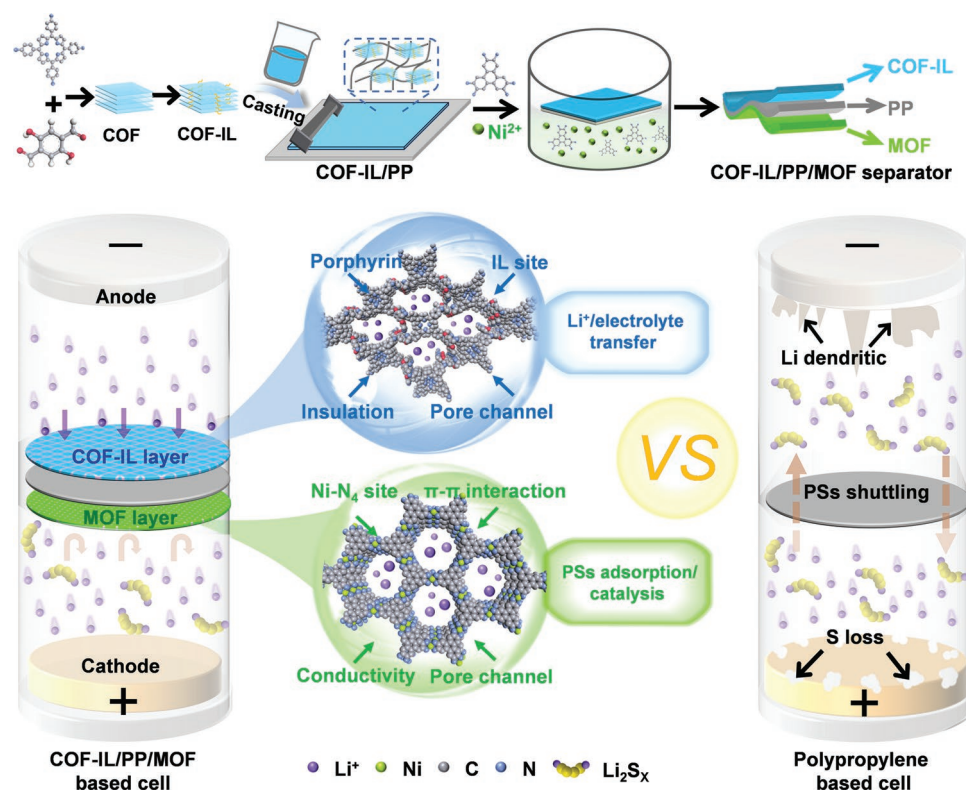 COF
COF-IL
Casting
COF-IL/PP
Ni²⁺
COF-IL
PP
MOF
COF-IL/PP/MOF separator
Anode
COF-IL layer
MOF layer
Cathode
+
COF-IL/PP/MOF
based cell
Porphyrin
IL site
Insulation
Pore channel
Li⁺/electrolyte
transfer
Ni-N₄ site
π-π interaction
Conductivity
Pore channel
PSs adsorption/
catalysis
VS
Li dendritic
PSs shuttling
S loss
+
Polypropylene
based cell
Li⁺
Ni
C
N
Li₂Sₓ